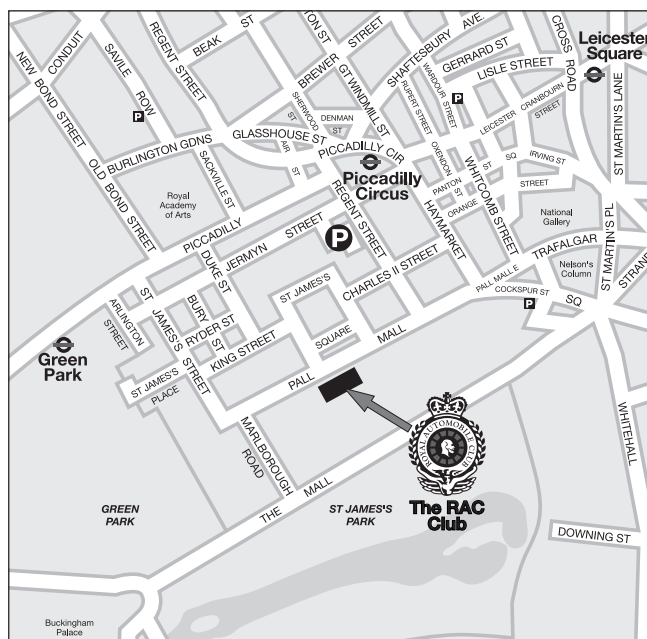 NEW BOND STREET
CONDUIT
ST
SAVILE
ROW
REGENT STREET
BEAK ST
BREWER STREET
GT WINDMILL ST
TON ST
SHAFTESBURY AVE.
WARDOUR STREET
RUPERT STREET
GERRARD ST
LISLE STREET
CROSS
ROAD
Leicester
Square
CRANBOURN
STREET
ST MARTIN'S LANE
P
P
SHERWOOD
ST
DENMAN
ST
GLASSHOUSE ST
AIR
ST
BURLINGTON GDNS
OLD BOND STREET
SACKVILLE ST
Royal
Academy
of Arts
PICCADILLY CIR
Piccadilly
Circus
OXENDON
ST
PANTON
ST
ORANGE
STREET
LEICESTER
SQ
IRVING ST
WHITCOMB STREET
HAYMARKET
National
Gallery
TRAFALGAR
SQ
Nelson's
Column
ST MARTIN'S PL
STRAND
PICCADILLY
JERMYN STREET
P
REGENT STREET
DUKE ST
BURY
ST
RYDER ST
ST JAMES'S
SQUARE
CHARLES II STREET
PALL MALL E
COCKSPUR ST
P
ARLINGTON
STREET
ST JAMES'S
STREET
KING STREET
ST JAMES'S
PLACE
Green
Park
PALL MALL
MARLBOROUGH
ROAD
ROYAL AUTOMOBILE CLUB
The RAC
Club
WHITEHALL
GREEN
PARK
THE MALL
ST JAMES'S
PARK
DOWNING ST
Buckingham
Palace